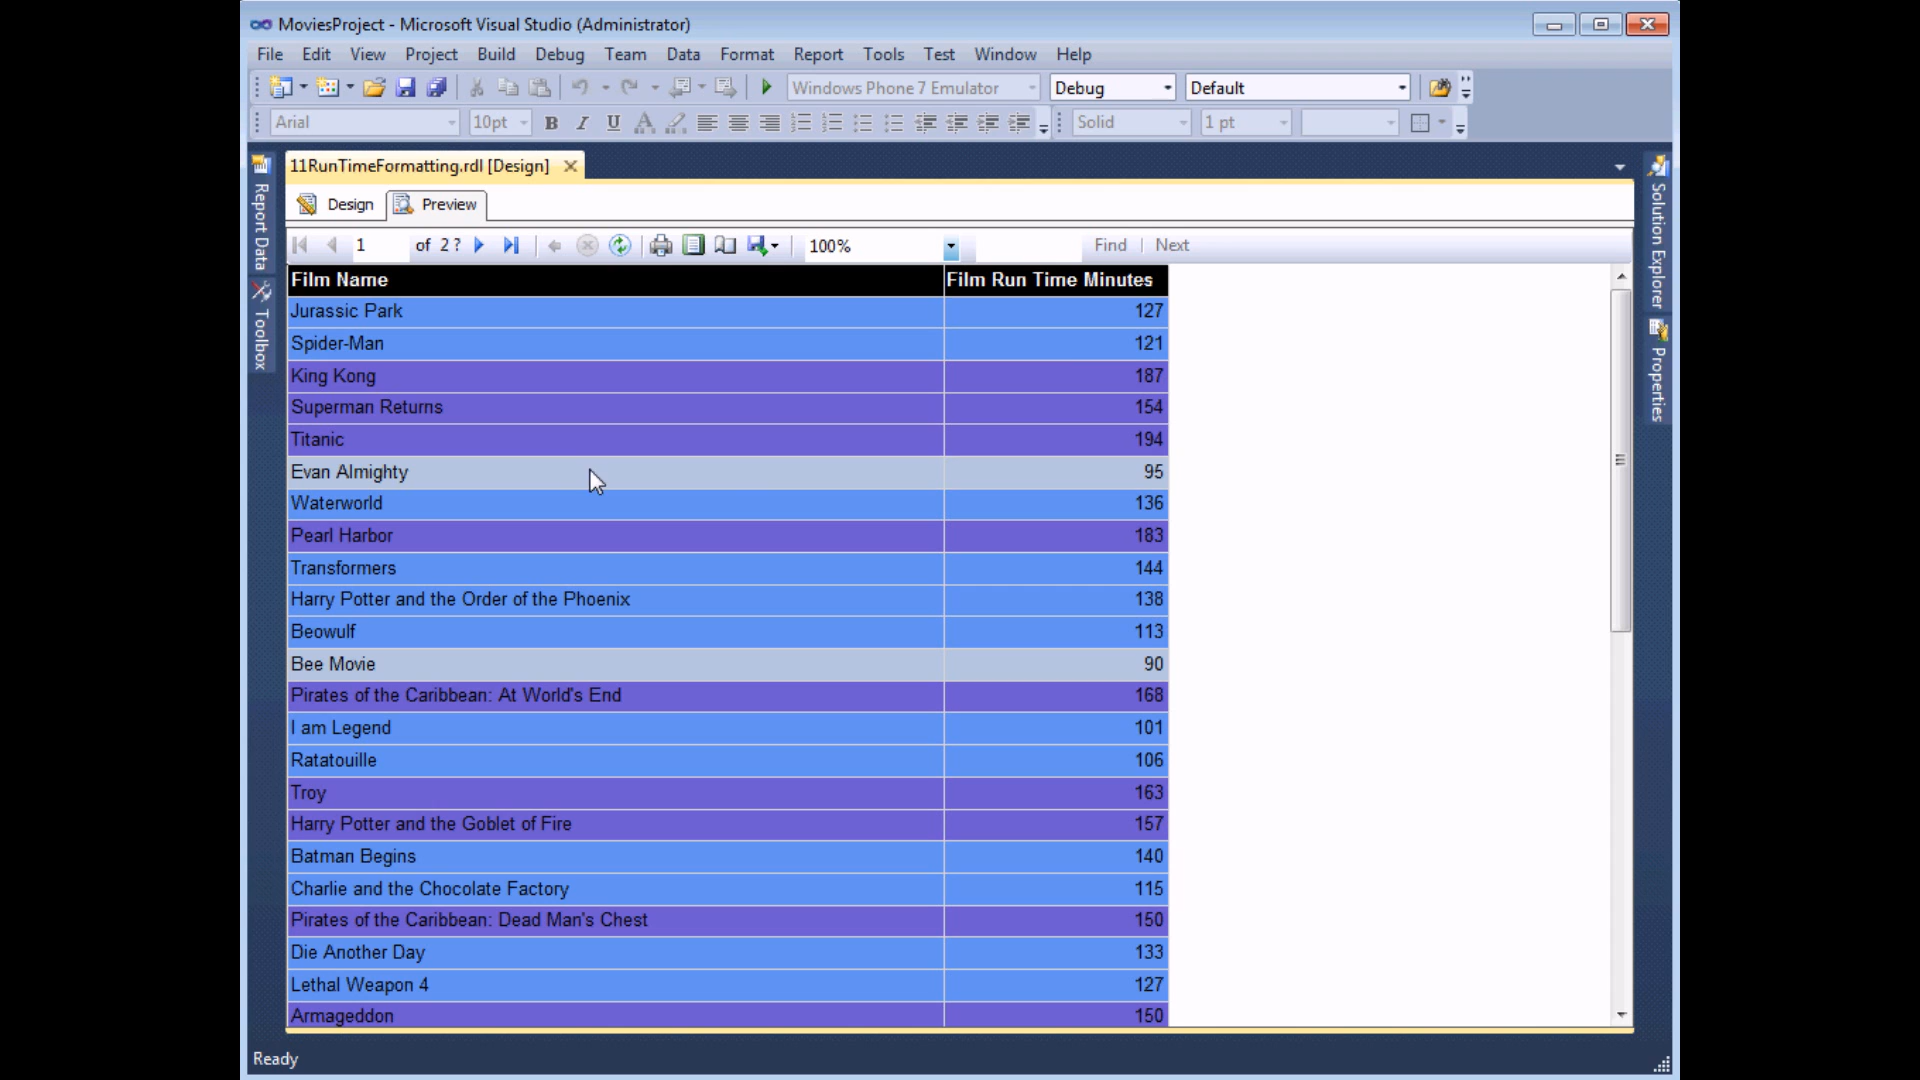 MoviesProject - Microsoft Visual Studio (Administrator)
File Edit View Project Build Debug Team Data Format Report Tools Test Window Help
Windows Phone 7 Emulator Debug Default
Arial 10pt B I U A Solid 1 pt
11RunTimeFormatting.rdl [Design]
Design Preview
1 of 2 ? 100% Find | Next
Report Data
Toolbox
Solution Explorer
Properties
Film Name Film Run Time Minutes
Jurassic Park 127
Spider-Man 121
King Kong 187
Superman Returns 154
Titanic 194
Evan Almighty 95
Waterworld 136
Pearl Harbor 183
Transformers 144
Harry Potter and the Order of the Phoenix 138
Beowulf 113
Bee Movie 90
Pirates of the Caribbean: At World's End 168
I am Legend 101
Ratatouille 106
Troy 163
Harry Potter and the Goblet of Fire 157
Batman Begins 140
Charlie and the Chocolate Factory 115
Pirates of the Caribbean: Dead Man's Chest 150
Die Another Day 133
Lethal Weapon 4 127
Armageddon 150
Ready